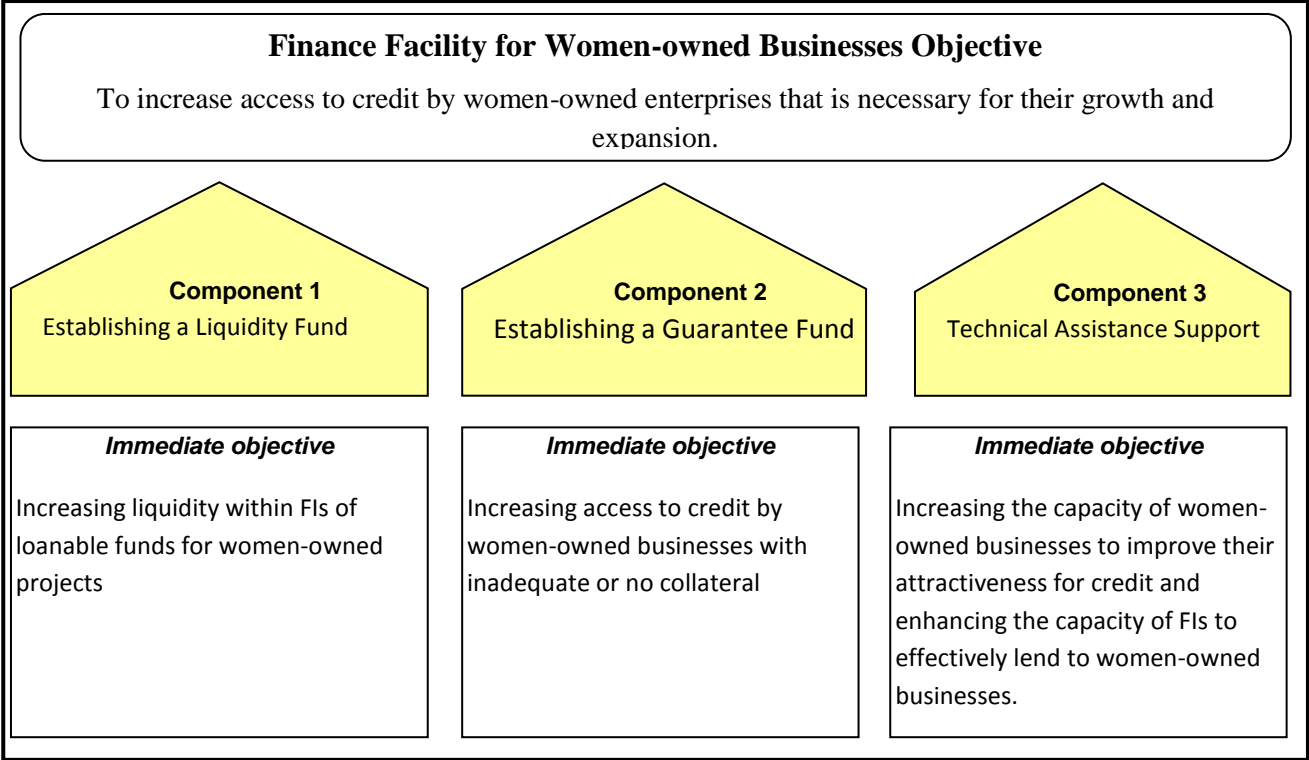 Finance Facility for Women-owned Businesses Objective
To increase access to credit by women-owned enterprises that is necessary for their growth and
expansion.
Component 1
Establishing a Liquidity Fund
Component 2
Establishing a Guarantee Fund
Component 3
Technical Assistance Support
Immediate objective
Increasing liquidity within FIs of
loanable funds for women-owned
projects
Immediate objective
Increasing access to credit by
women-owned businesses with
inadequate or no collateral
Immediate objective
Increasing the capacity of women-
owned businesses to improve their
attractiveness for credit and
enhancing the capacity of FIs to
effectively lend to women-owned
businesses.